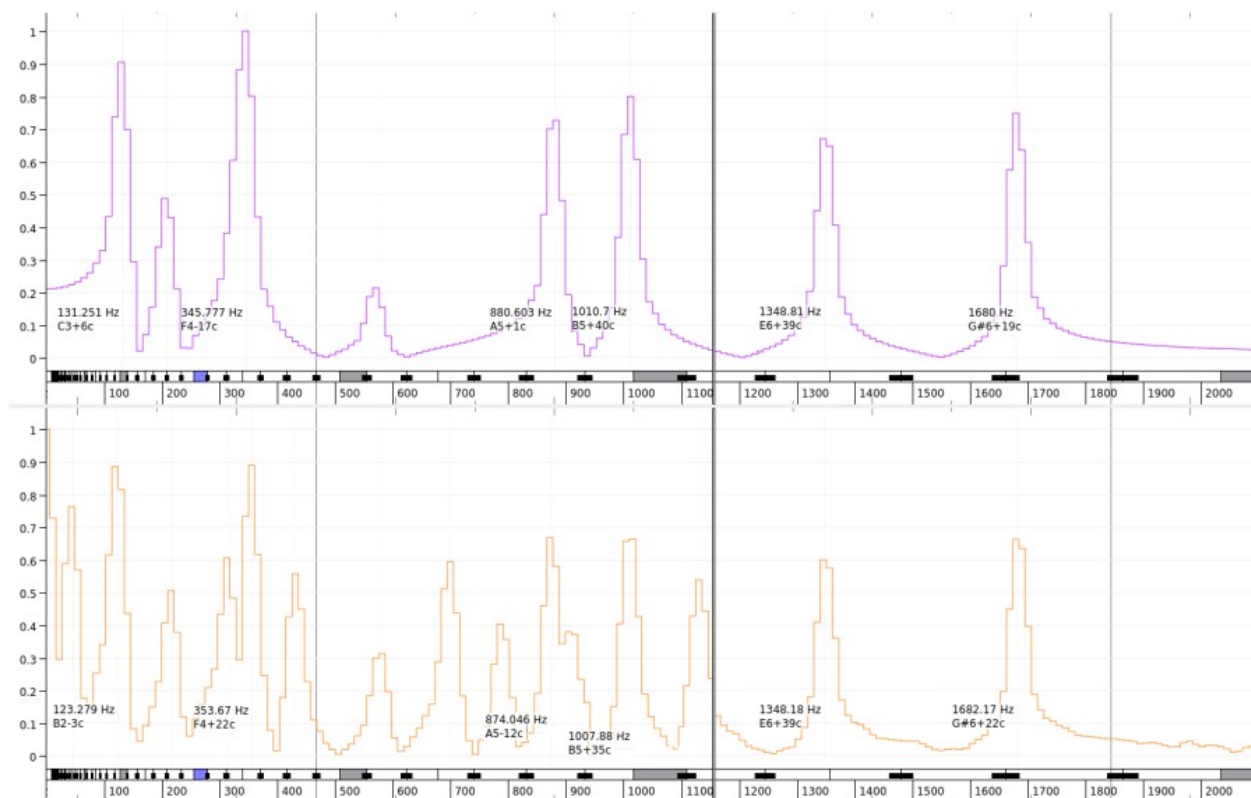 1
0.9
0.8
0.7
0.6
0.5
0.4
0.3
0.2
0.1
0
131.251 Hz
C3+6c
345.777 Hz
F4-17c
880.603 Hz
A5+1c
1010.7 Hz
B5+40c
1348.81 Hz
E6+39c
1680 Hz
G#6+19c
100 200 300 400 500 600 700 800 900 1000 1100 1200 1300 1400 1500 1600 1700 1800 1900 2000
1
0.9
0.8
0.7
0.6
0.5
0.4
0.3
0.2
0.1
0
123.279 Hz
B2-3c
353.67 Hz
F4+22c
874.046 Hz
A5-12c
1007.88 Hz
B5+35c
1348.18 Hz
E6+39c
1682.17 Hz
G#6+22c
100 200 300 400 500 600 700 800 900 1000 1100 1200 1300 1400 1500 1600 1700 1800 1900 2000